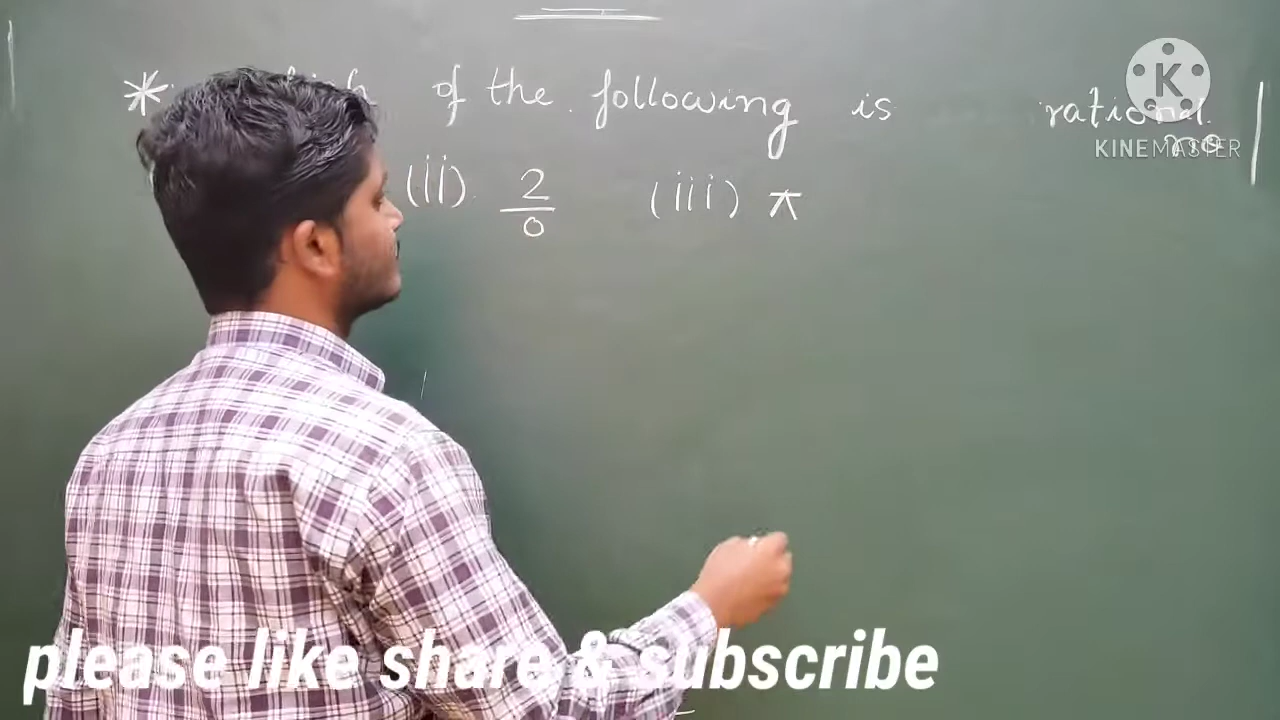 * of the following is rational
(ii) 2/0 (iii) π
K
KINEMASTER
please like share & subscribe